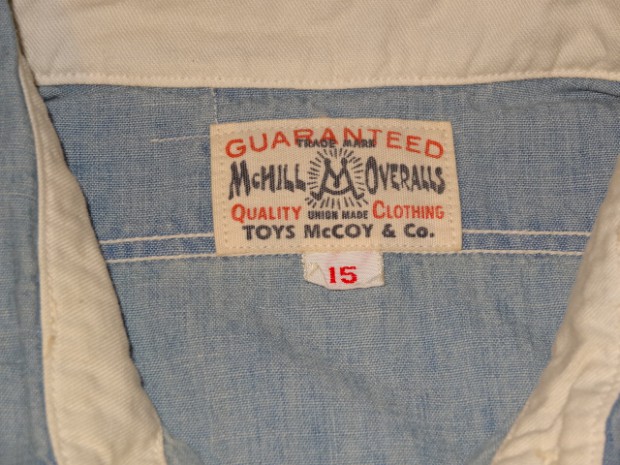 GUARANTEED
TRADE MARK
McHILL M OVERALLS
QUALITY UNION MADE CLOTHING
TOYS McCOY & Co.
15